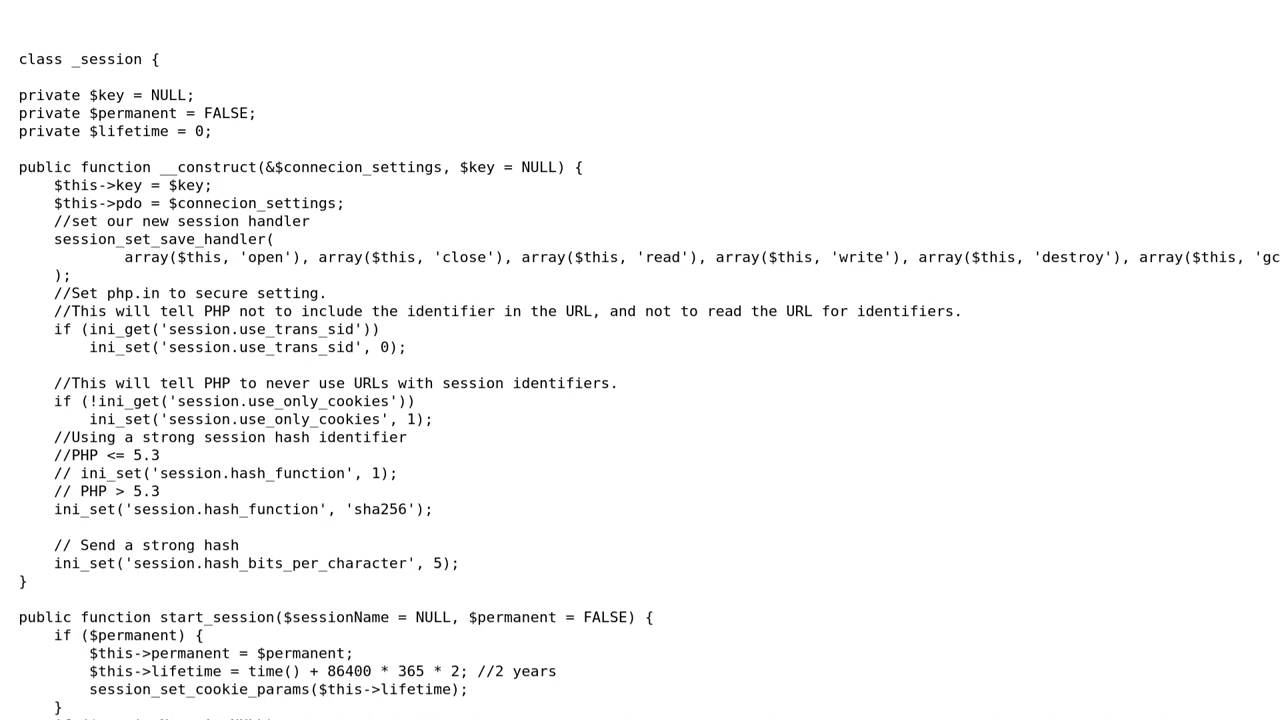 class _session {
private $key = NULL;
private $permanent = FALSE;
private $lifetime = 0;
public function __construct(&$connecion_settings, $key = NULL) {
    $this->key = $key;
    $this->pdo = $connecion_settings;
    //set our new session handler
    session_set_save_handler(
            array($this, 'open'), array($this, 'close'), array($this, 'read'), array($this, 'write'), array($this, 'destroy'), array($this, 'gc
    );
    //Set php.in to secure setting.
    //This will tell PHP not to include the identifier in the URL, and not to read the URL for identifiers.
    if (ini_get('session.use_trans_sid'))
        ini_set('session.use_trans_sid', 0);
    //This will tell PHP to never use URLs with session identifiers.
    if (!ini_get('session.use_only_cookies'))
        ini_set('session.use_only_cookies', 1);
    //Using a strong session hash identifier
    //PHP <= 5.3
    // ini_set('session.hash_function', 1);
    // PHP > 5.3
    ini_set('session.hash_function', 'sha256');
    // Send a strong hash
    ini_set('session.hash_bits_per_character', 5);
}
public function start_session($sessionName = NULL, $permanent = FALSE) {
    if ($permanent) {
        $this->permanent = $permanent;
        $this->lifetime = time() + 86400 * 365 * 2; //2 years
        session_set_cookie_params($this->lifetime);
    }